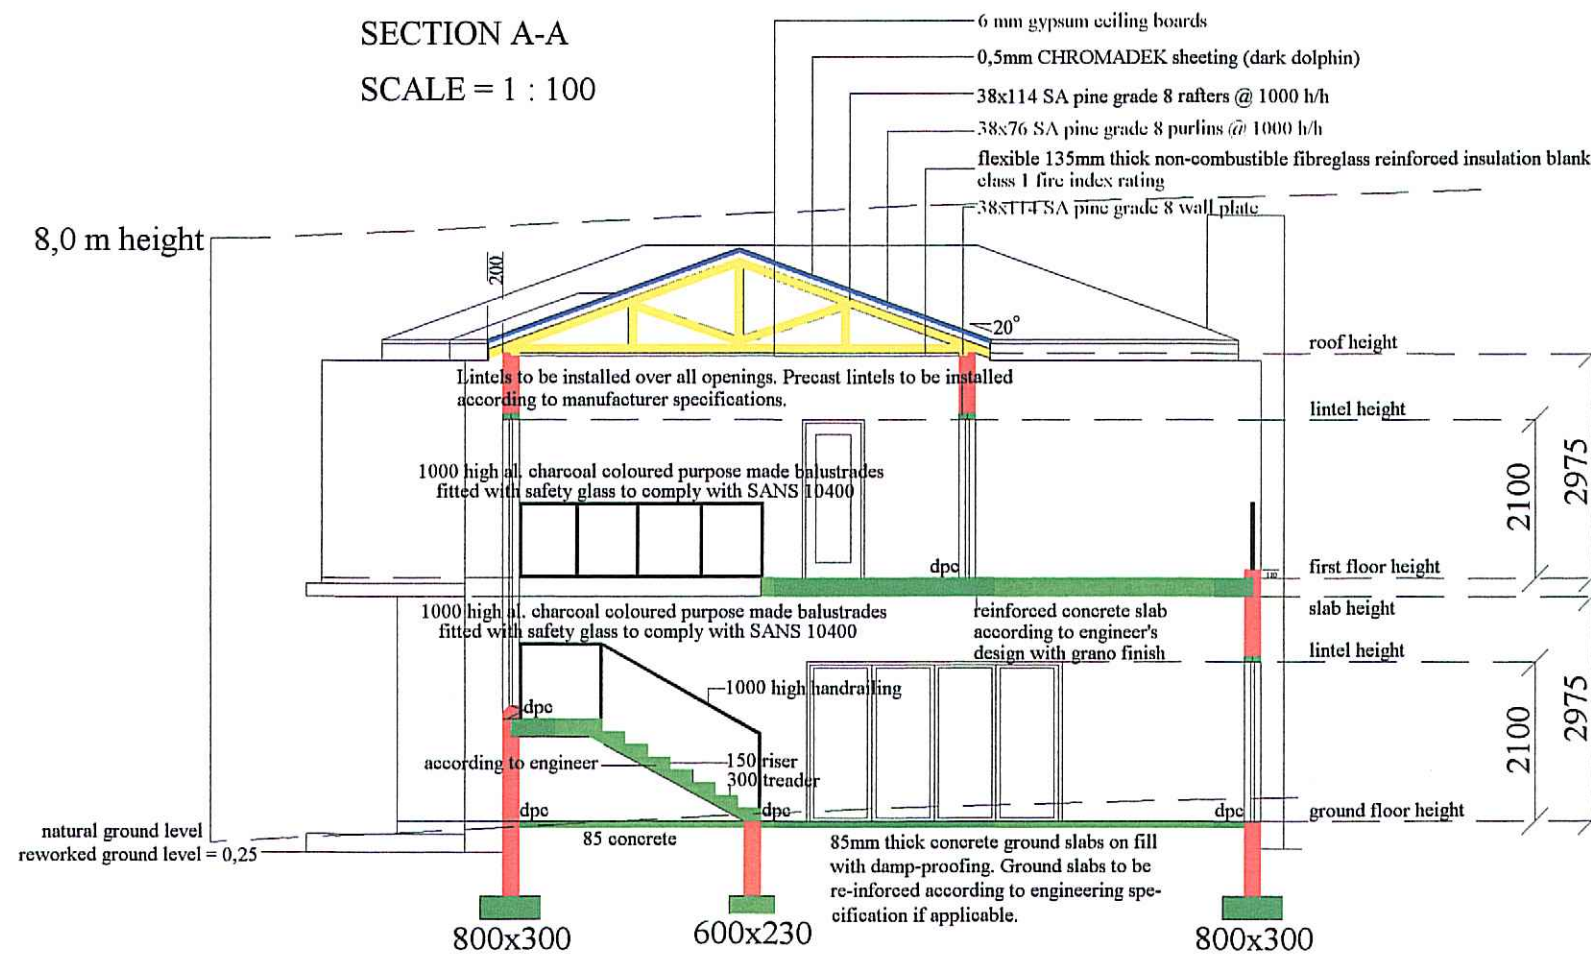 SECTION A-A
SCALE = 1 : 100
6 mm gypsum ceiling boards
0,5mm CHROMADEK sheeting (dark dolphin)
38x114 SA pine grade 8 rafters @ 1000 h/h
38x76 SA pine grade 8 purlins @ 1000 h/h
flexible 135mm thick non-combustible fibreglass reinforced insulation blank
class 1 fire index rating
38x114 SA pine grade 8 wall plate
8,0 m height
200
20°
roof height
Lintels to be installed over all openings. Precast lintels to be installed
according to manufacturer specifications.
lintel height
1000 high al. charcoal coloured purpose made balustrades
fitted with safety glass to comply with SANS 10400
2100
2975
dpc
first floor height
1000 high al. charcoal coloured purpose made balustrades
fitted with safety glass to comply with SANS 10400
reinforced concrete slab
according to engineer's
design with grano finish
slab height
lintel height
1000 high handrailing
dpc
2100
2975
according to engineer
150 riser
300 treader
dpc
dpc
dpc
ground floor height
natural ground level
reworked ground level = 0,25
85 concrete
85mm thick concrete ground slabs on fill
with damp-proofing. Ground slabs to be
re-inforced according to engineering spe-
cification if applicable.
800x300
600x230
800x300